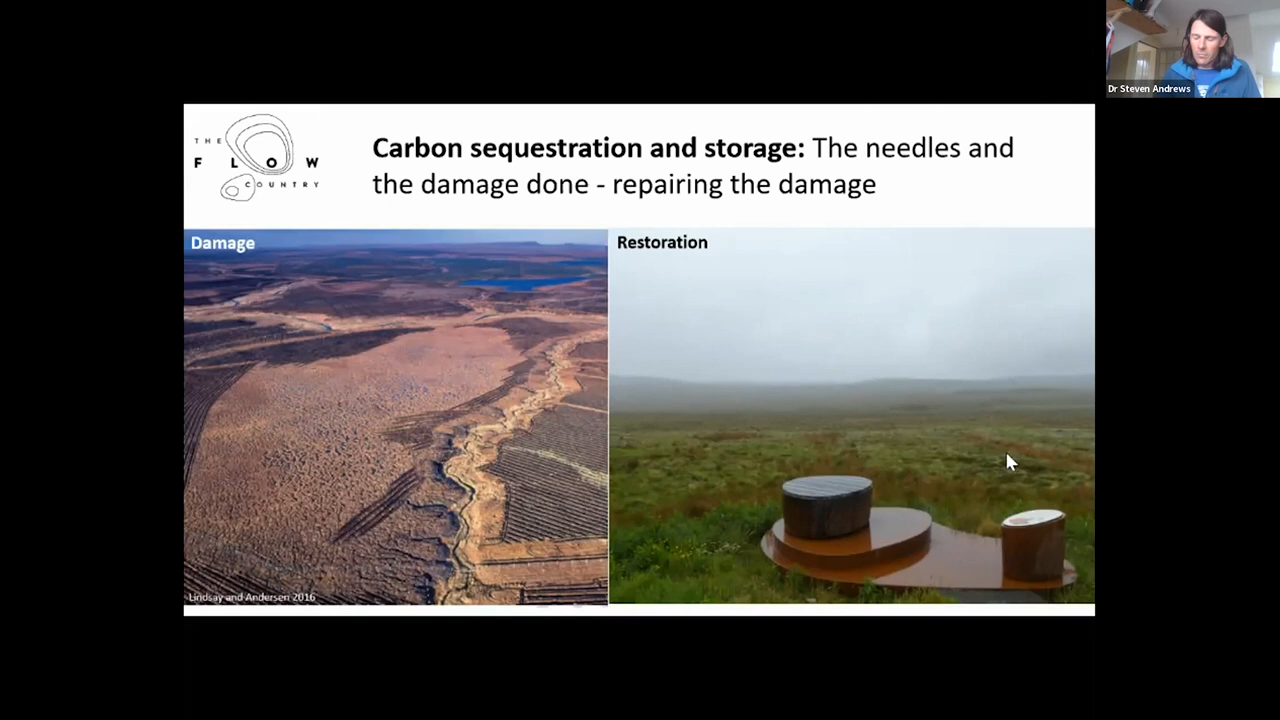 THE
FLOW
COUNTRY
Carbon sequestration and storage: The needles and
the damage done - repairing the damage
Damage
Restoration
Lindsay and Andersen 2016
Dr Steven Andrews